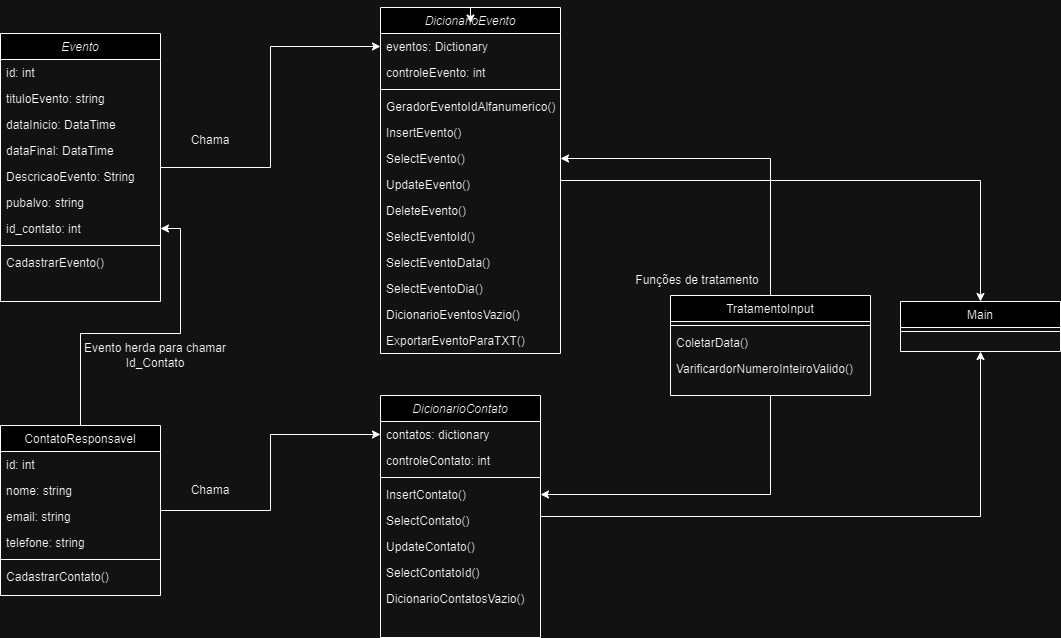 Evento
id: int
tituloEvento: string
dataInicio: DataTime
dataFinal: DataTime
DescricaoEvento: String
pubalvo: string
id_contato: int
CadastrarEvento()
Chama
DicionarioEvento
eventos: Dictionary
controleEvento: int
GeradorEventoIdAlfanumerico()
InsertEvento()
SelectEvento()
UpdateEvento()
DeleteEvento()
SelectEventoId()
SelectEventoData()
SelectEventoDia()
DicionarioEventosVazio()
ExportarEventoParaTXT()
Funções de tratamento
TratamentoInput
ColetarData()
VarificardorNumeroInteiroValido()
Main
Evento herda para chamar
Id_Contato
ContatoResponsavel
id: int
nome: string
email: string
telefone: string
CadastrarContato()
Chama
DicionarioContato
contatos: dictionary
controleContato: int
InsertContato()
SelectContato()
UpdateContato()
SelectContatoId()
DicionarioContatosVazio()